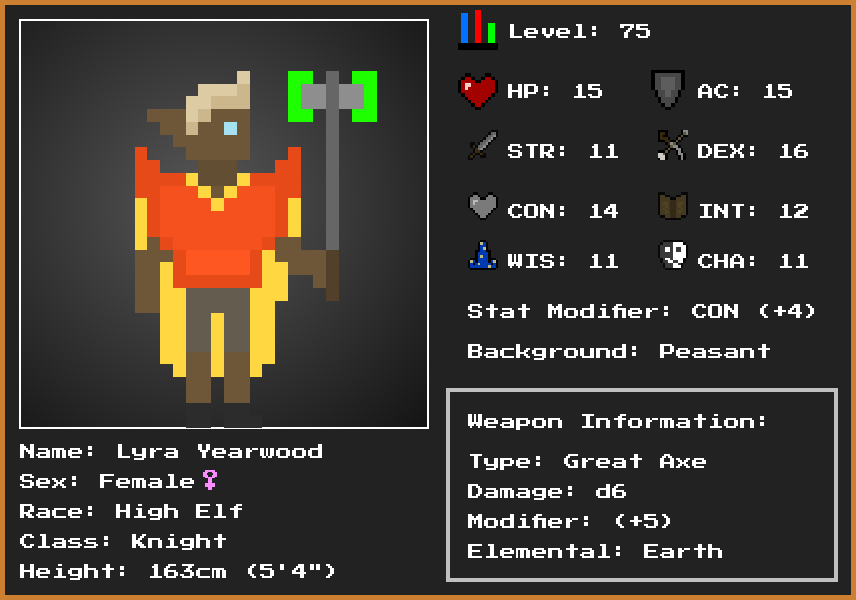 Level: 75
HP: 15 AC: 15
STR: 11 DEX: 16
CON: 14 INT: 12
WIS: 11 CHA: 11
Stat Modifier: CON (+4)
Background: Peasant
Weapon Information:
Type: Great Axe
Damage: d6
Modifier: (+5)
Elemental: Earth
Name: Lyra Yearwood
Sex: Female♀
Race: High Elf
Class: Knight
Height: 163cm (5'4")